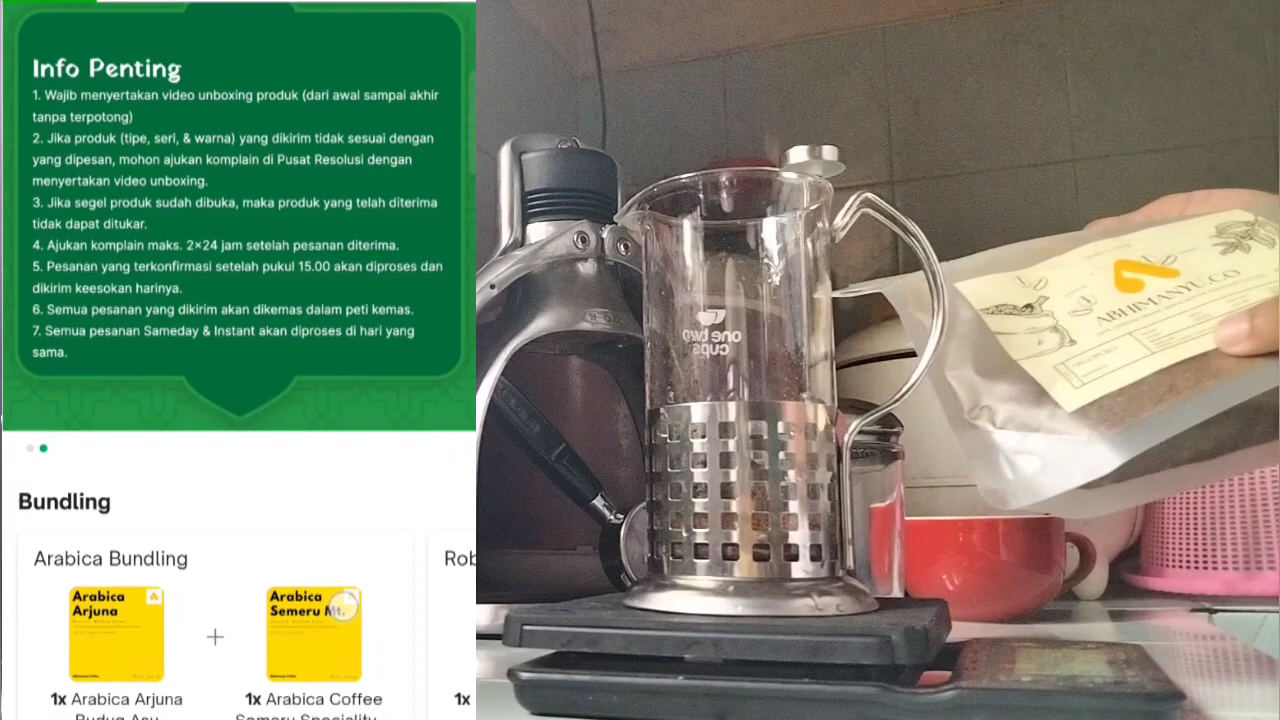 Info Penting
1. Wajib menyertakan video unboxing produk (dari awal sampai akhir
tanpa terpotong)
2. Jika produk (tipe, seri, & warna) yang dikirim tidak sesuai dengan
yang dipesan, mohon ajukan komplain di Pusat Resolusi dengan
menyertakan video unboxing.
3. Jika segel produk sudah dibuka, maka produk yang telah diterima
tidak dapat ditukar.
4. Ajukan komplain maks. 2×24 jam setelah pesanan diterima.
5. Pesanan yang terkonfirmasi setelah pukul 15.00 akan diproses dan
dikirim keesokan harinya.
6. Semua pesanan yang dikirim akan dikemas dalam peti kemas.
7. Semua pesanan Sameday & Instant akan diproses di hari yang
sama.
Bundling
Arabica Bundling
Rob
Arabica
Arjuna
+
Arabica
Semeru Mt.
1x Arabica Arjuna
1x Arabica Coffee
1x
one two
cups
ABHIMANYU.CO